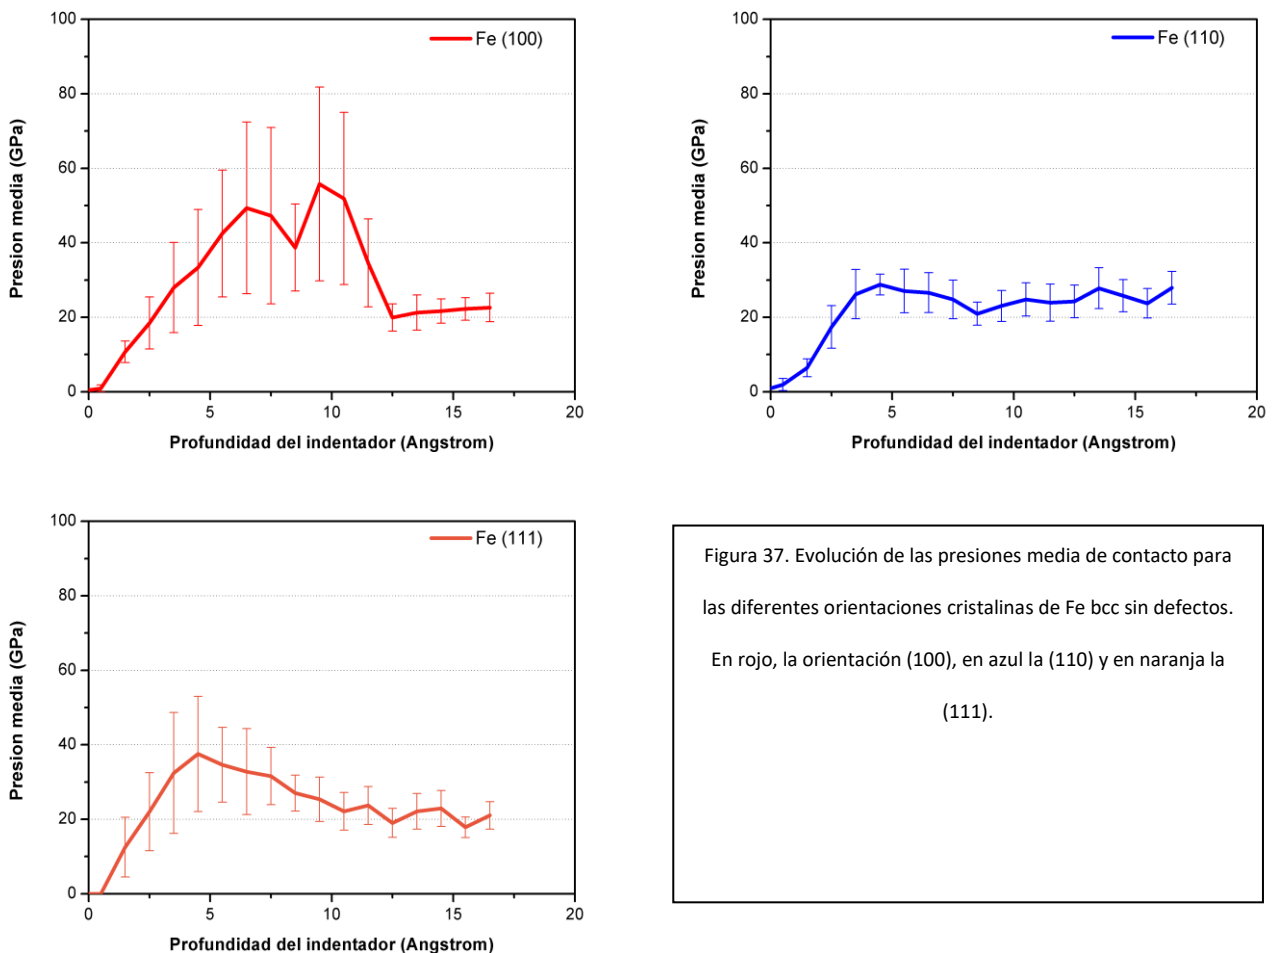 100
80
60
40
20
0
Presion media (GPa)
Fe (100)
0 5 10 15 20
Profundidad del indentador (Angstrom)
100
80
60
40
20
0
Presion media (GPa)
Fe (110)
0 5 10 15 20
Profundidad del indentador (Angstrom)
100
80
60
40
20
0
Presion media (GPa)
Fe (111)
0 5 10 15 20
Profundidad del indentador (Angstrom)
Figura 37. Evolución de las presiones media de contacto para
las diferentes orientaciones cristalinas de Fe bcc sin defectos.
En rojo, la orientación (100), en azul la (110) y en naranja la
(111).